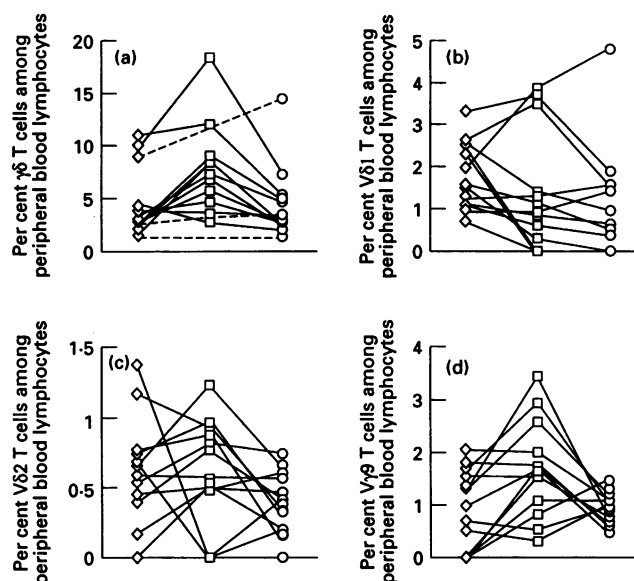 Per cent γδ T cells among
peripheral blood lymphocytes
(a)
20
15
10
5
0
Per cent Vδ1 T cells among
peripheral blood lymphocytes
(b)
5
4
3
2
1
0
Per cent Vδ2 T cells among
peripheral blood lymphocytes
(c)
1·5
1
0·5
0
Per cent Vγ9 T cells among
peripheral blood lymphocytes
(d)
4
3
2
1
0